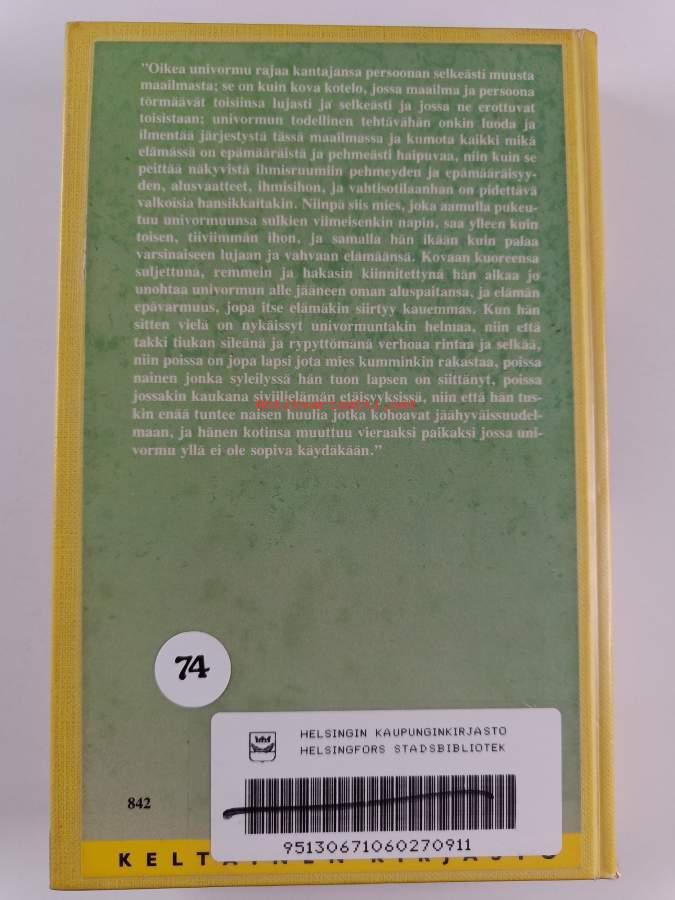 "Oikea univormu rajaa kantajansa persoonan selkeästi muusta
maailmasta; se on kuin kova kotelo, jossa maailma ja persoona
törmäävät toisiinsa lujasti ja selkeästi ja jossa ne erottuvat
toisistaan; univormun todellinen tehtävähän onkin luoda ja
ilmentää järjestystä tässä maailmassa ja kumota kaikki mikä
elämässä on epämääräistä ja pehmeästi haipuvaa, niin kuin se
peittää näkyvistä ihmisruumiin pehmeyden ja epämääräisyy-
den, alusvaatteet, ihmisihon, ja vahtisotilaanhan on pidettävä
valkoisia hansikkaitakin. Niinpä siis mies, joka aamulla pukeu-
tuu univormuunsa sulkien viimeisenkin napin, saa ylleen kuin
toisen, tiiviimmän ihon, ja samalla hän ikään kuin palaa
varsinaiseen lujaan ja vahvaan elämäänsä. Kovaan kuoreensa
suljettuna, remmein ja hakasin kiinnitettynä hän alkaa jo
unohtaa univormun alle jääneen oman aluspaitansa, ja elämän
epävarmuus, jopa itse elämäkin siirtyy kauemmas. Kun hän
sitten vielä on nykäissyt univormuntakin helmaa, niin että
takki tiukan sileänä ja rypyttömänä verhoaa rintaa ja selkää,
niin poissa on jopa lapsi jota mies kumminkin rakastaa, poissa
nainen jonka syleilyssä hän tuon lapsen on siittänyt, poissa
jossakin kaukana siviilielämän etäisyyksissä, niin että hän tus-
kin enää tuntee naisen huulia jotka kohoavat jäähyväissuudel-
maan, ja hänen kotinsa muuttuu vieraaksi paikaksi jossa uni-
vormu yllä ei ole sopiva käydäkään."
74
HELSINGIN KAUPUNGINKIRJASTO
HELSINGFORS STADSBIBLIOTEK
842
95130671060270911
KELTAINEN KIRJASTO